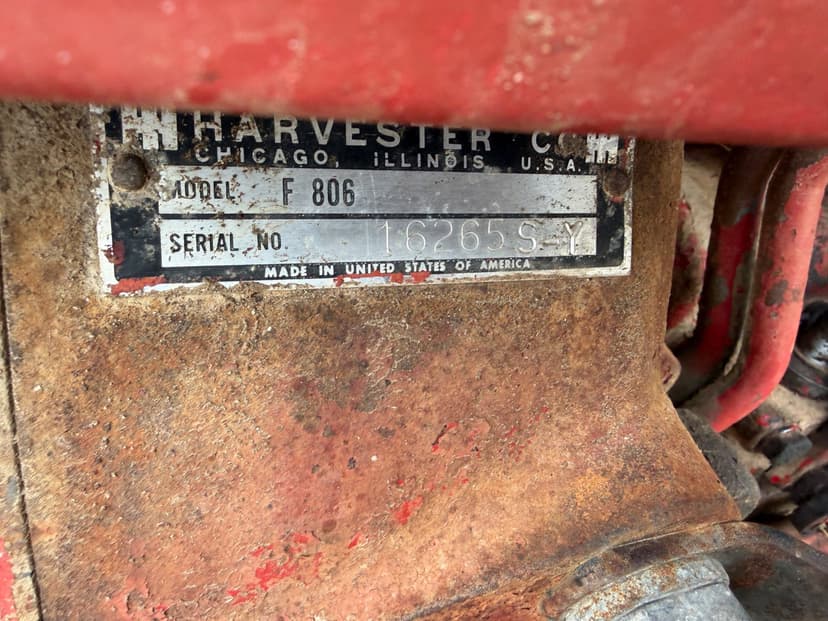 HARVESTER CO
CHICAGO, ILLINOIS U.S.A.
MODEL F 806
SERIAL NO. 16265 S-Y
MADE IN UNITED STATES OF AMERICA